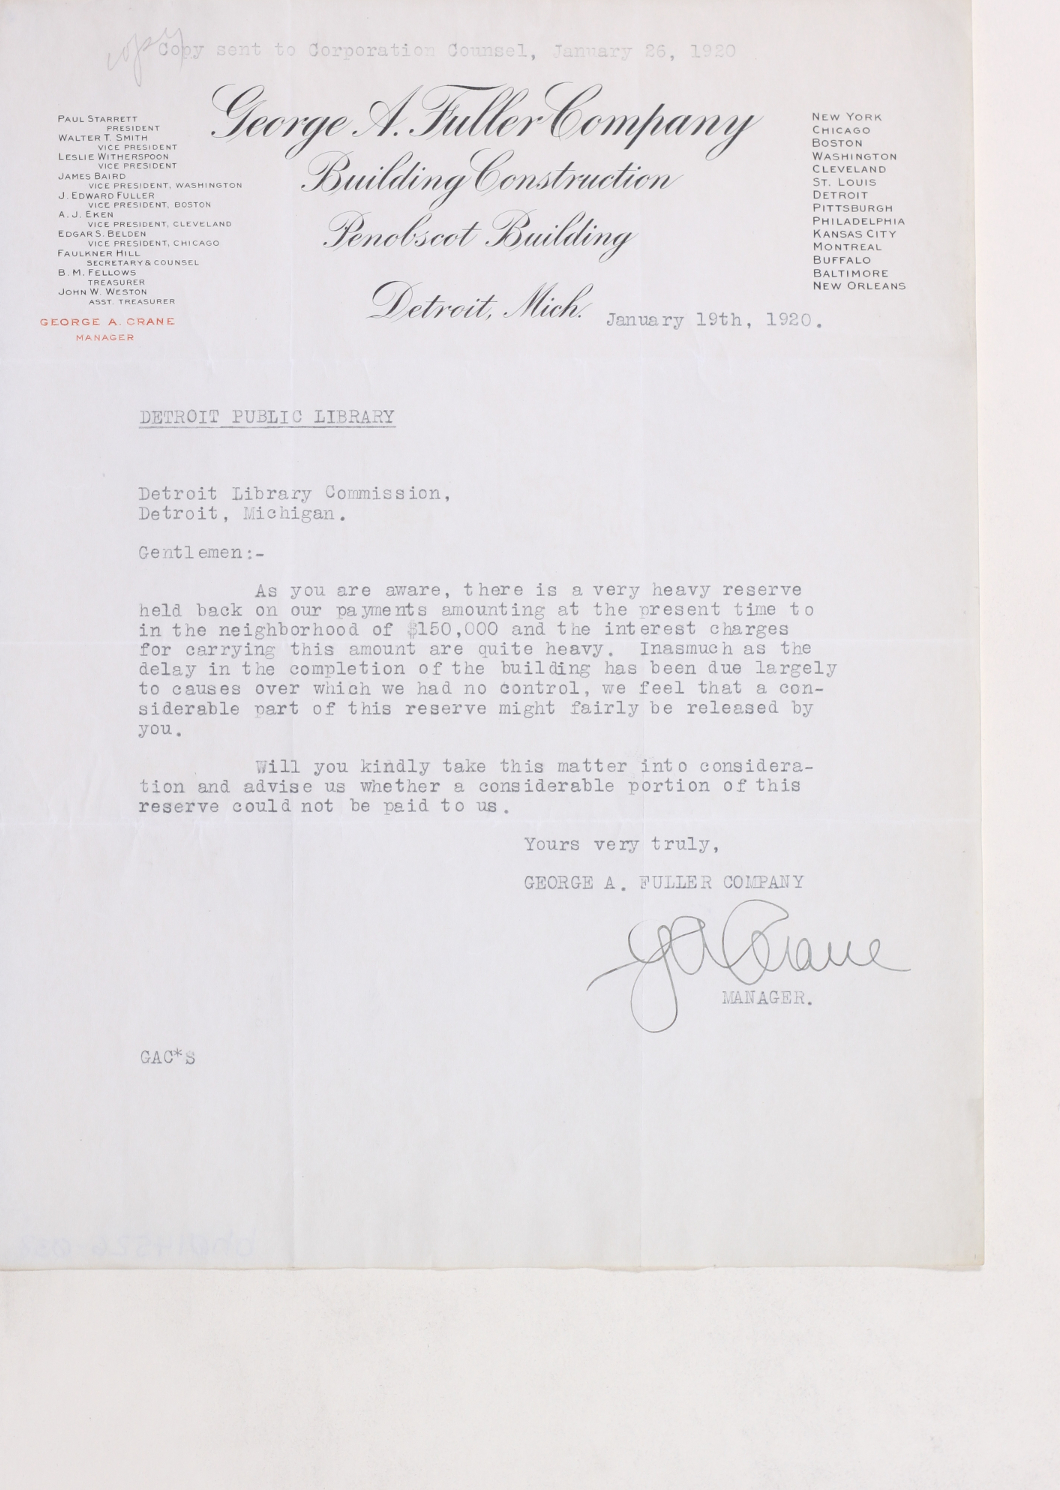 copy
Copy sent to Corporation Counsel, January 26, 1920
George A. Fuller Company
Building Construction
Penobscot Building
Detroit, Mich.
PAUL STARRETT
PRESIDENT
WALTER T. SMITH
VICE PRESIDENT
LESLIE WITHERSPOON
VICE PRESIDENT
JAMES BAIRD
VICE PRESIDENT, WASHINGTON
J. EDWARD FULLER
VICE PRESIDENT, BOSTON
A. J. EKEN
VICE PRESIDENT, CLEVELAND
EDGAR S. BELDEN
VICE PRESIDENT, CHICAGO
FAULKNER HILL
SECRETARY & COUNSEL
B. M. FELLOWS
TREASURER
JOHN W. WESTON
ASST. TREASURER
GEORGE A. CRANE
MANAGER
NEW YORK
CHICAGO
BOSTON
WASHINGTON
CLEVELAND
ST. LOUIS
DETROIT
PITTSBURGH
PHILADELPHIA
KANSAS CITY
MONTREAL
BUFFALO
BALTIMORE
NEW ORLEANS
January 19th, 1920.
DETROIT PUBLIC LIBRARY
Detroit Library Commission,
Detroit, Michigan.
Gentlemen:-
As you are aware, there is a very heavy reserve
held back on our payments amounting at the present time to
in the neighborhood of $150,000 and the interest charges
for carrying this amount are quite heavy. Inasmuch as the
delay in the completion of the building has been due largely
to causes over which we had no control, we feel that a con-
siderable part of this reserve might fairly be released by
you.
Will you kindly take this matter into considera-
tion and advise us whether a considerable portion of this
reserve could not be paid to us.
Yours very truly,
GEORGE A. FULLER COMPANY
G A Crane
MANAGER.
GAC*S